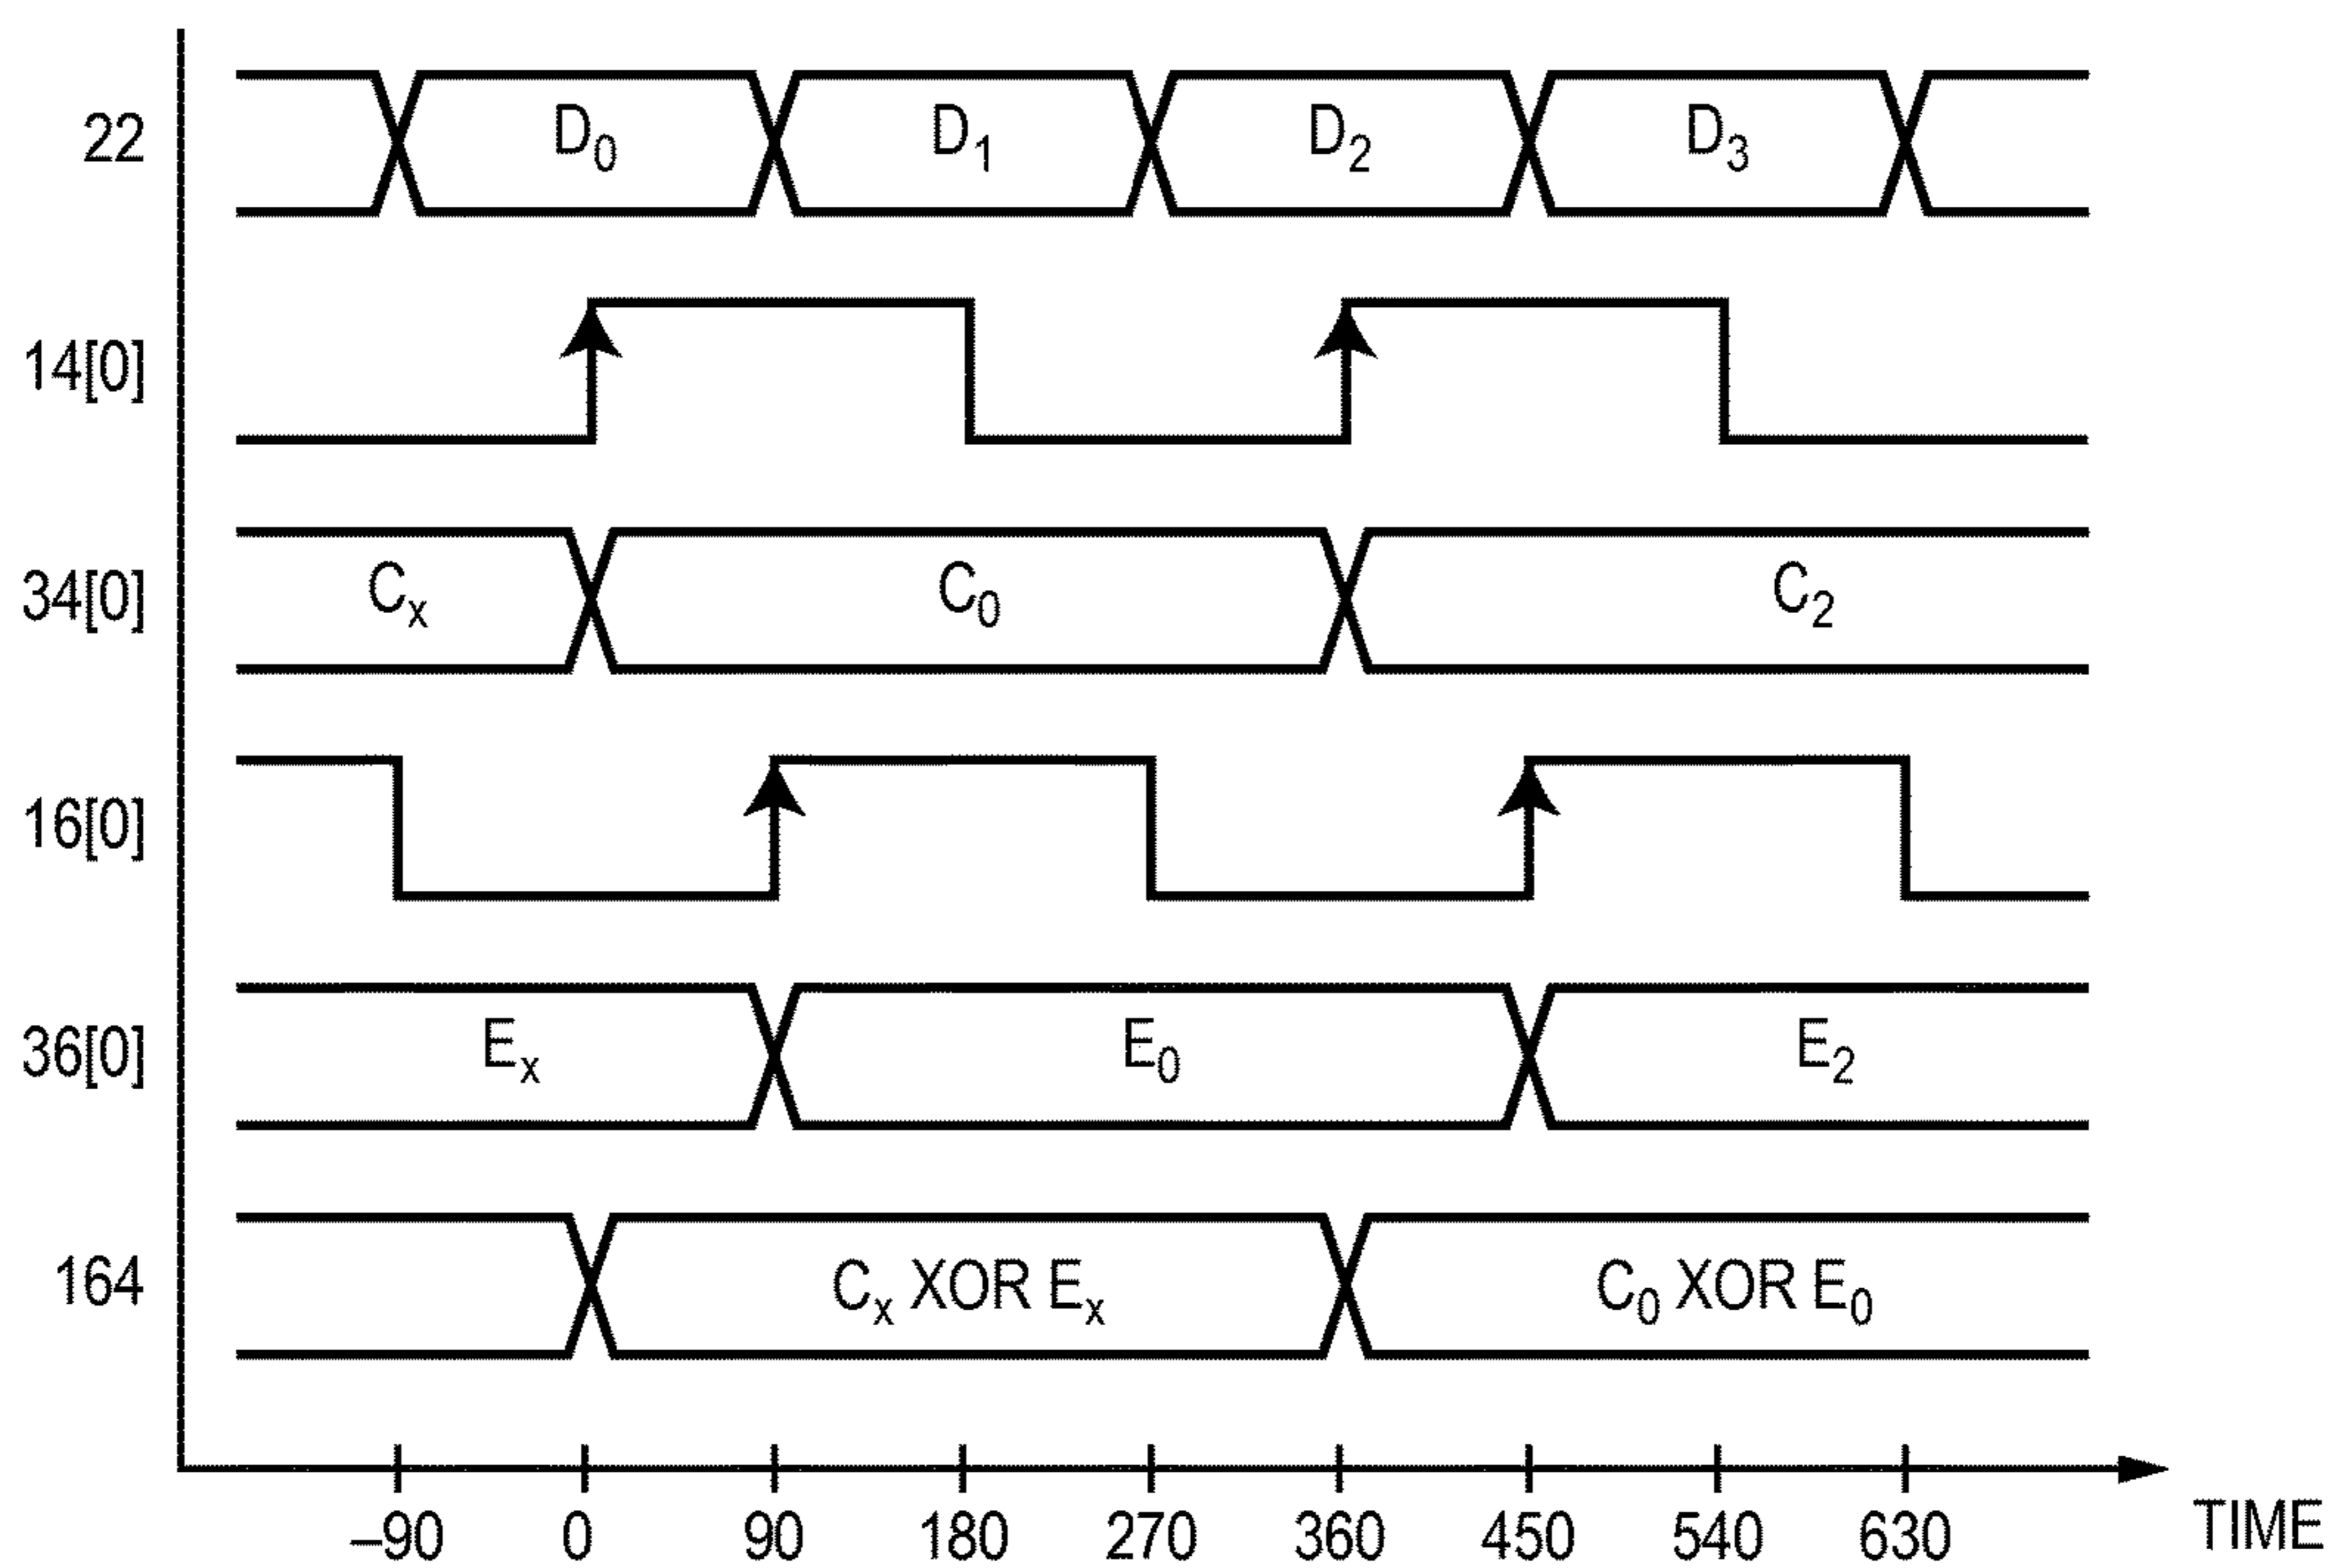 22 D₀ D₁ D₂ D₃
14[0]
34[0] Cₓ C₀ C₂
16[0]
36[0] Eₓ E₀ E₂
164 Cₓ XOR Eₓ C₀ XOR E₀
–90 0 90 180 270 360 450 540 630 TIME